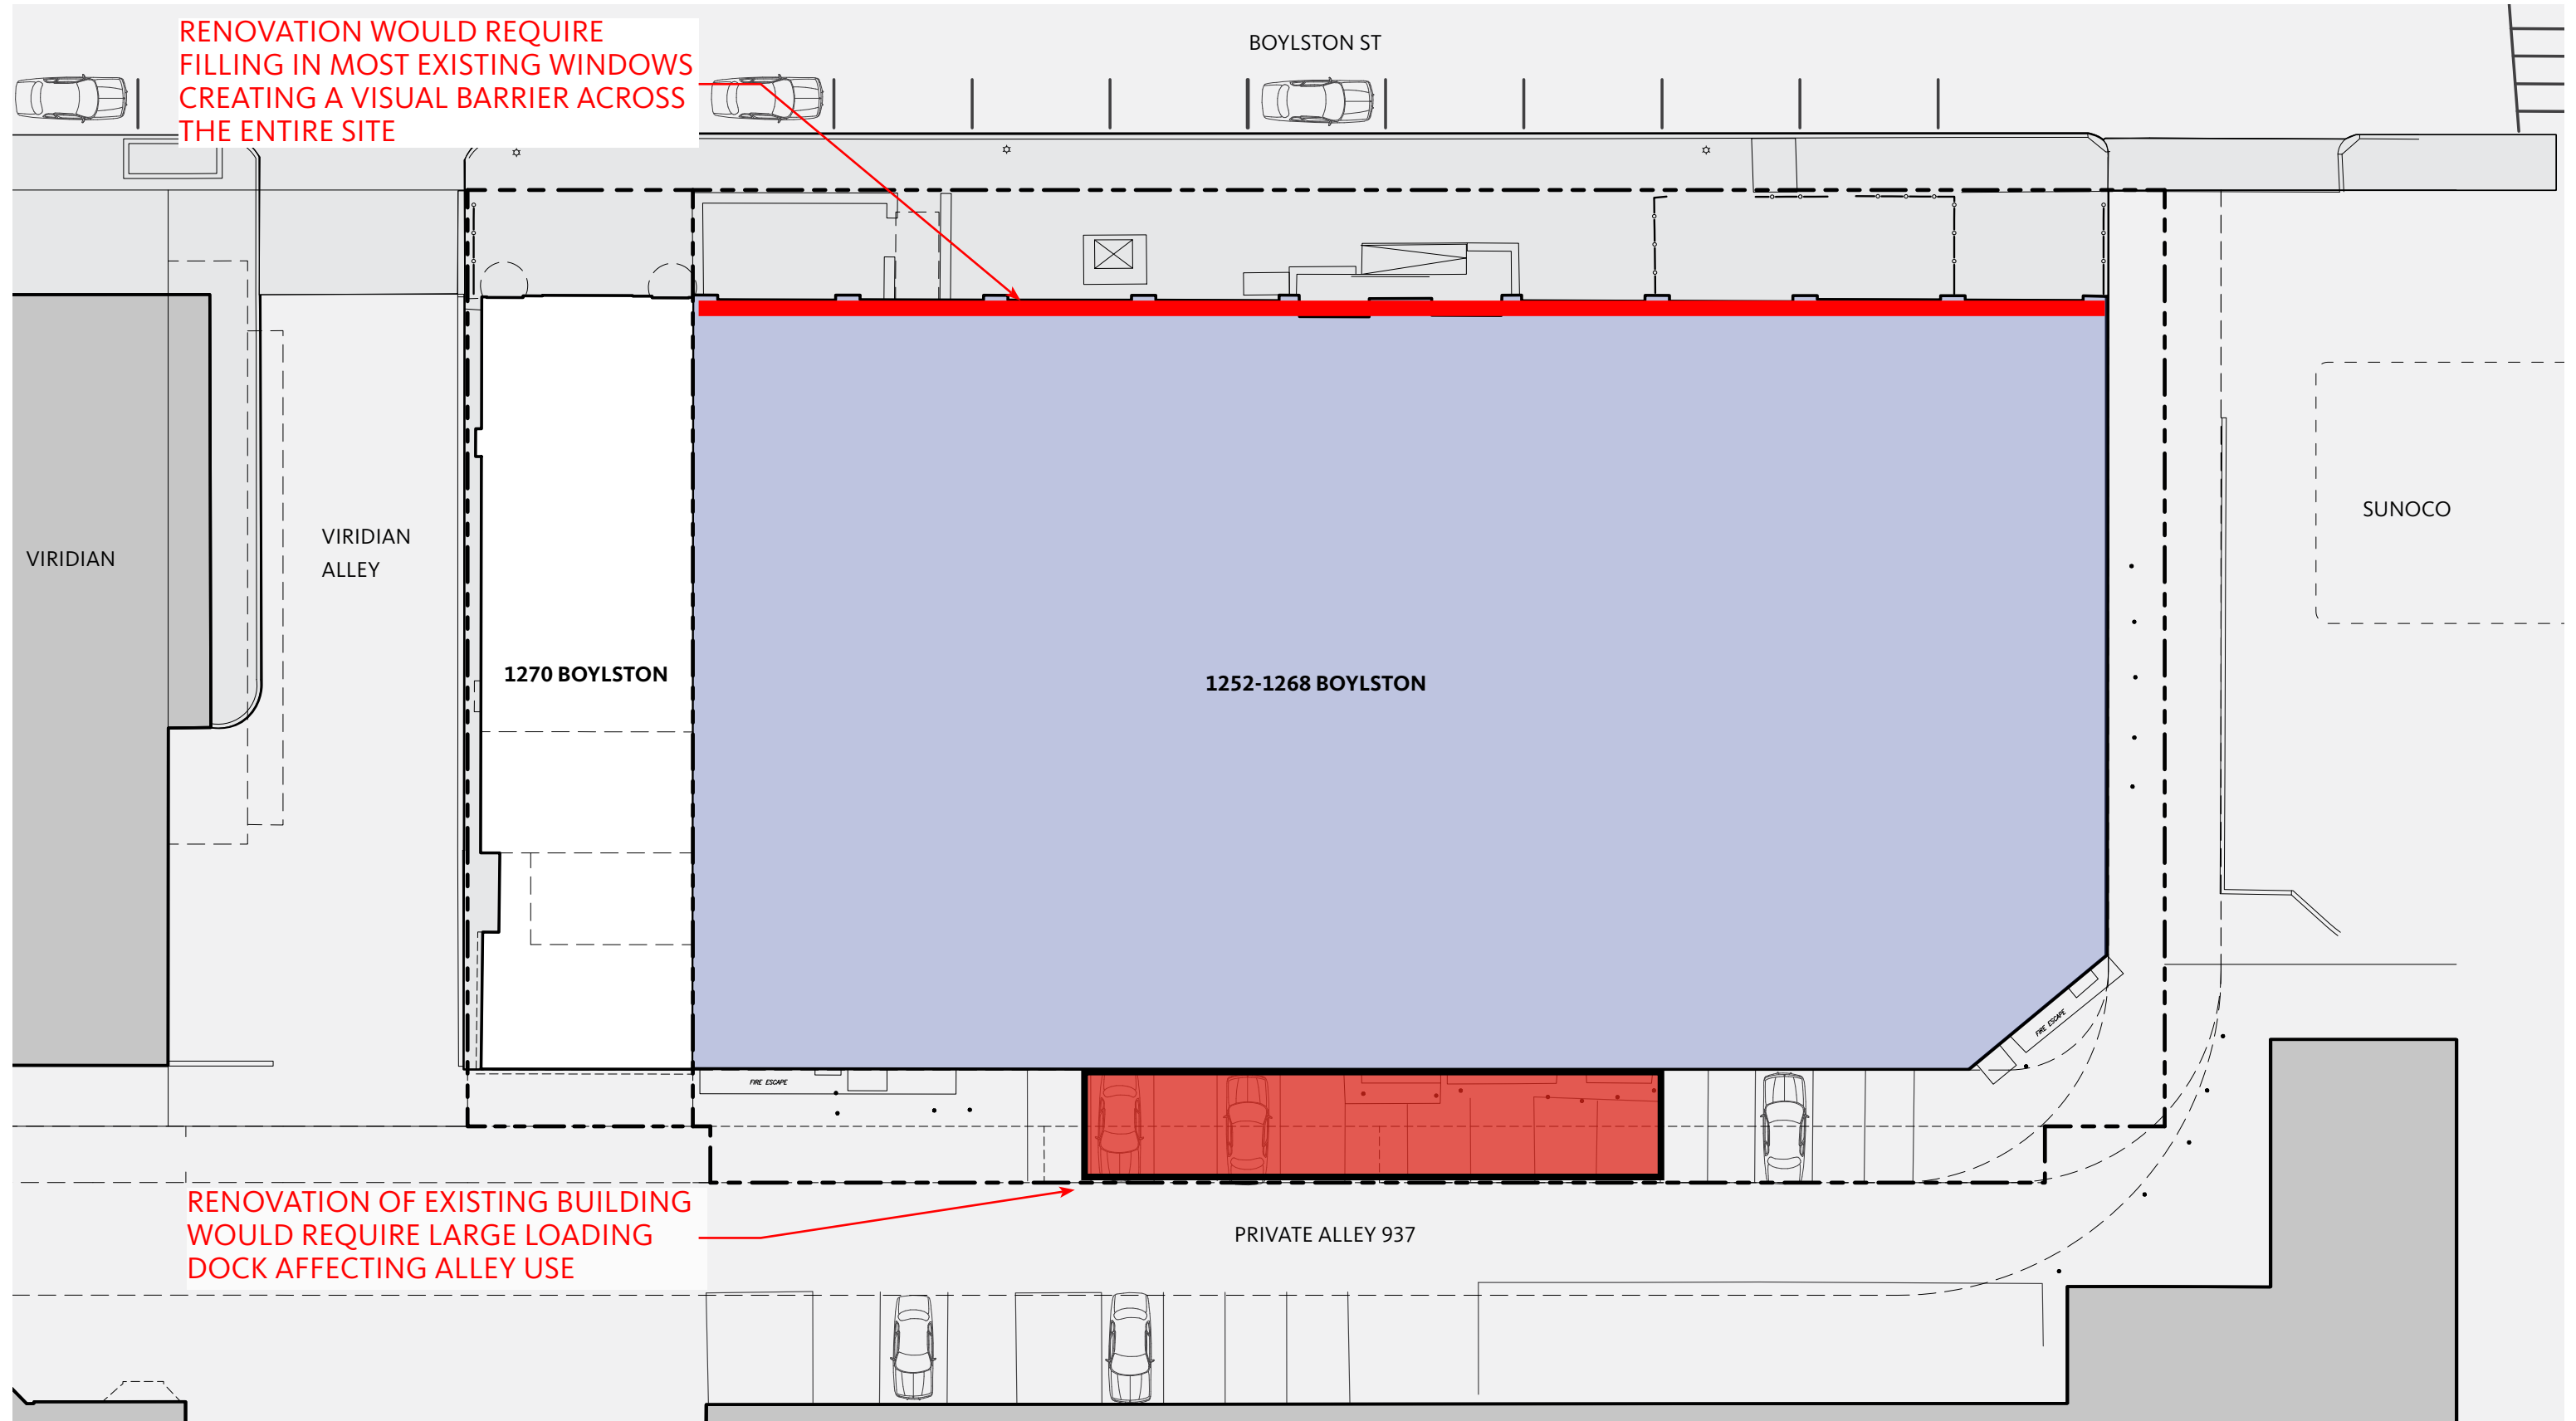 RENOVATION WOULD REQUIRE
FILLING IN MOST EXISTING WINDOWS
CREATING A VISUAL BARRIER ACROSS
THE ENTIRE SITE
BOYLSTON ST
VIRIDIAN
VIRIDIAN
ALLEY
1270 BOYLSTON
1252-1268 BOYLSTON
SUNOCO
FIRE ESCAPE
FIRE ESCAPE
RENOVATION OF EXISTING BUILDING
WOULD REQUIRE LARGE LOADING
DOCK AFFECTING ALLEY USE
PRIVATE ALLEY 937